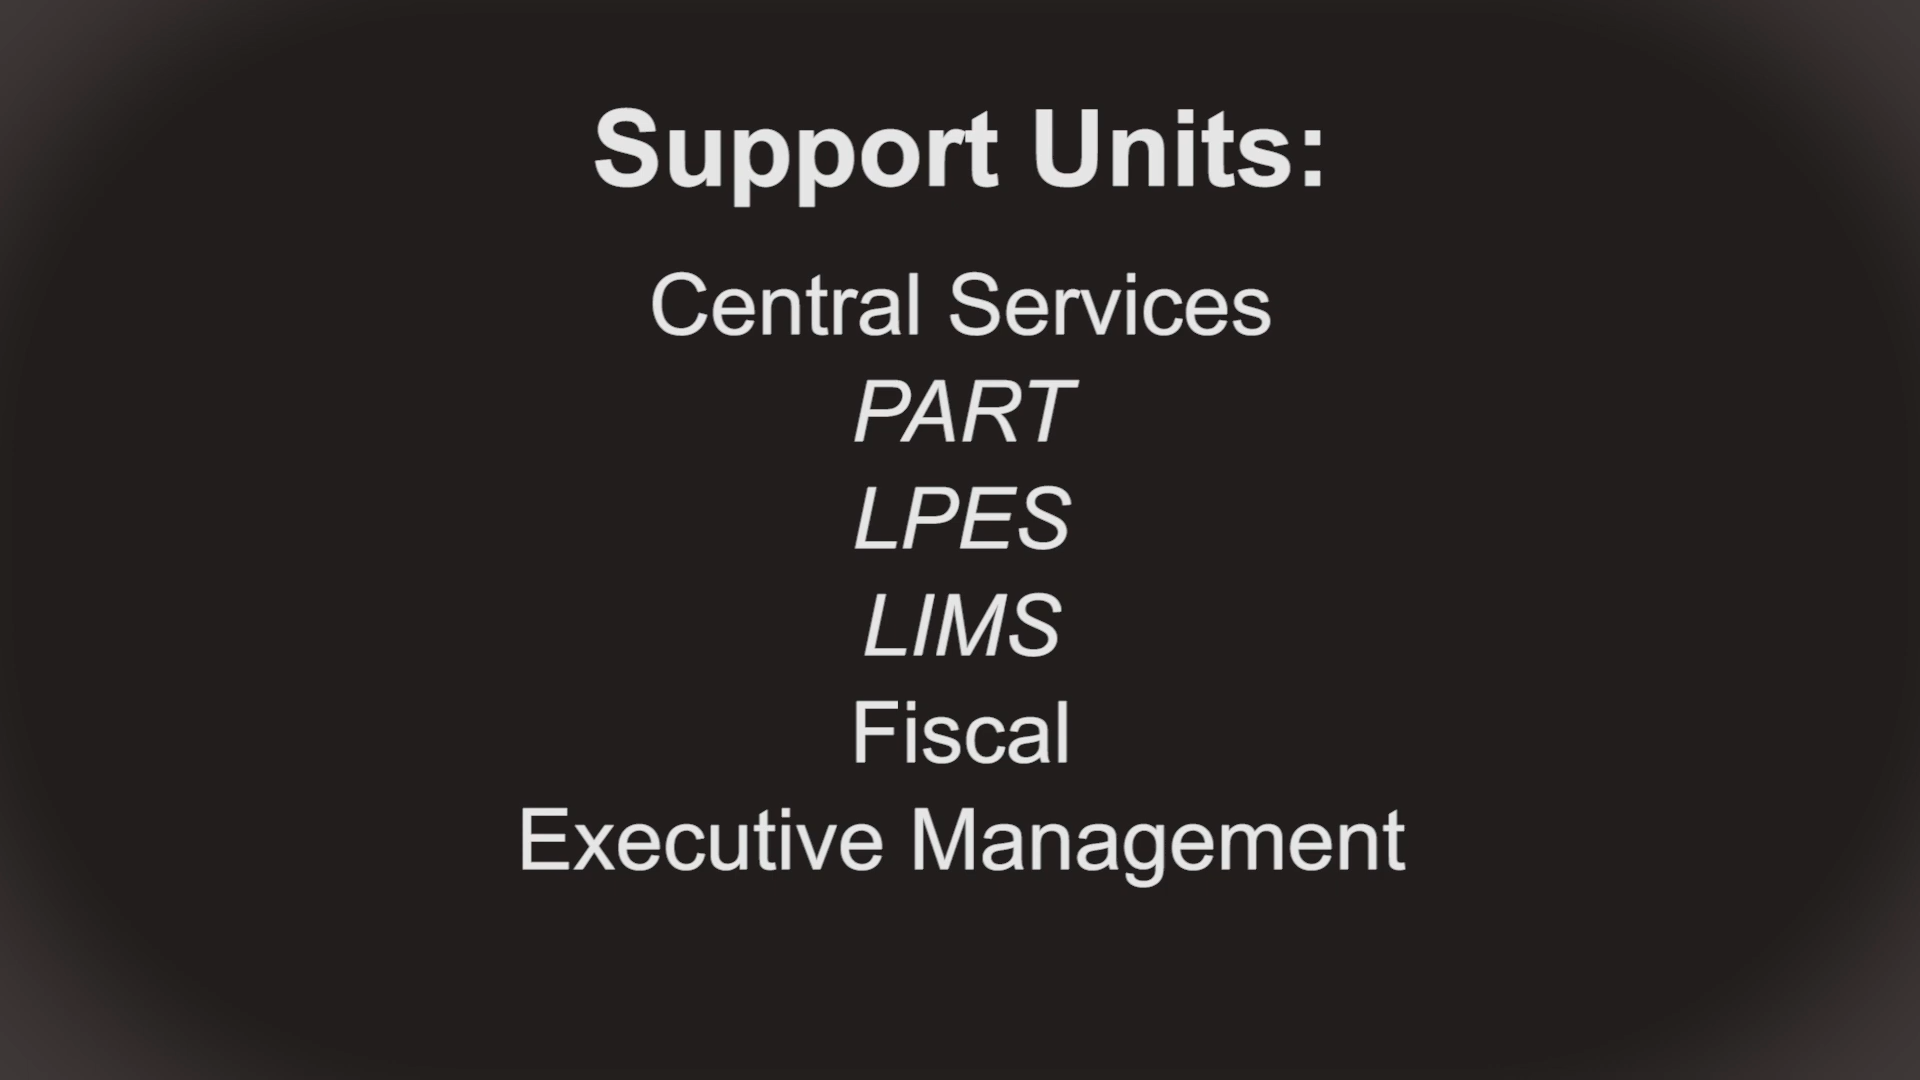 Support Units:
Central Services
PART
LPES
LIMS
Fiscal
Executive Management